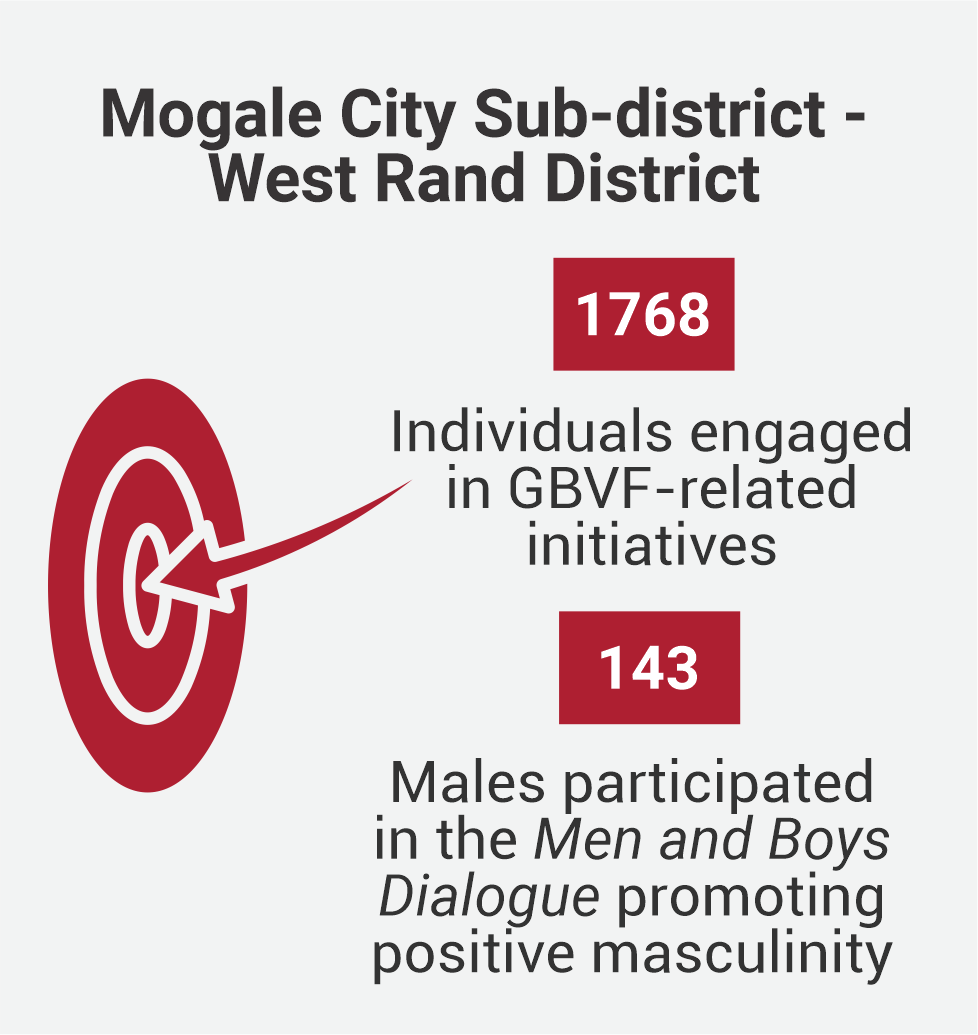 Mogale City Sub-district -
West Rand District
1768
Individuals engaged
in GBVF-related
initiatives
143
Males participated
in the Men and Boys
Dialogue promoting
positive masculinity